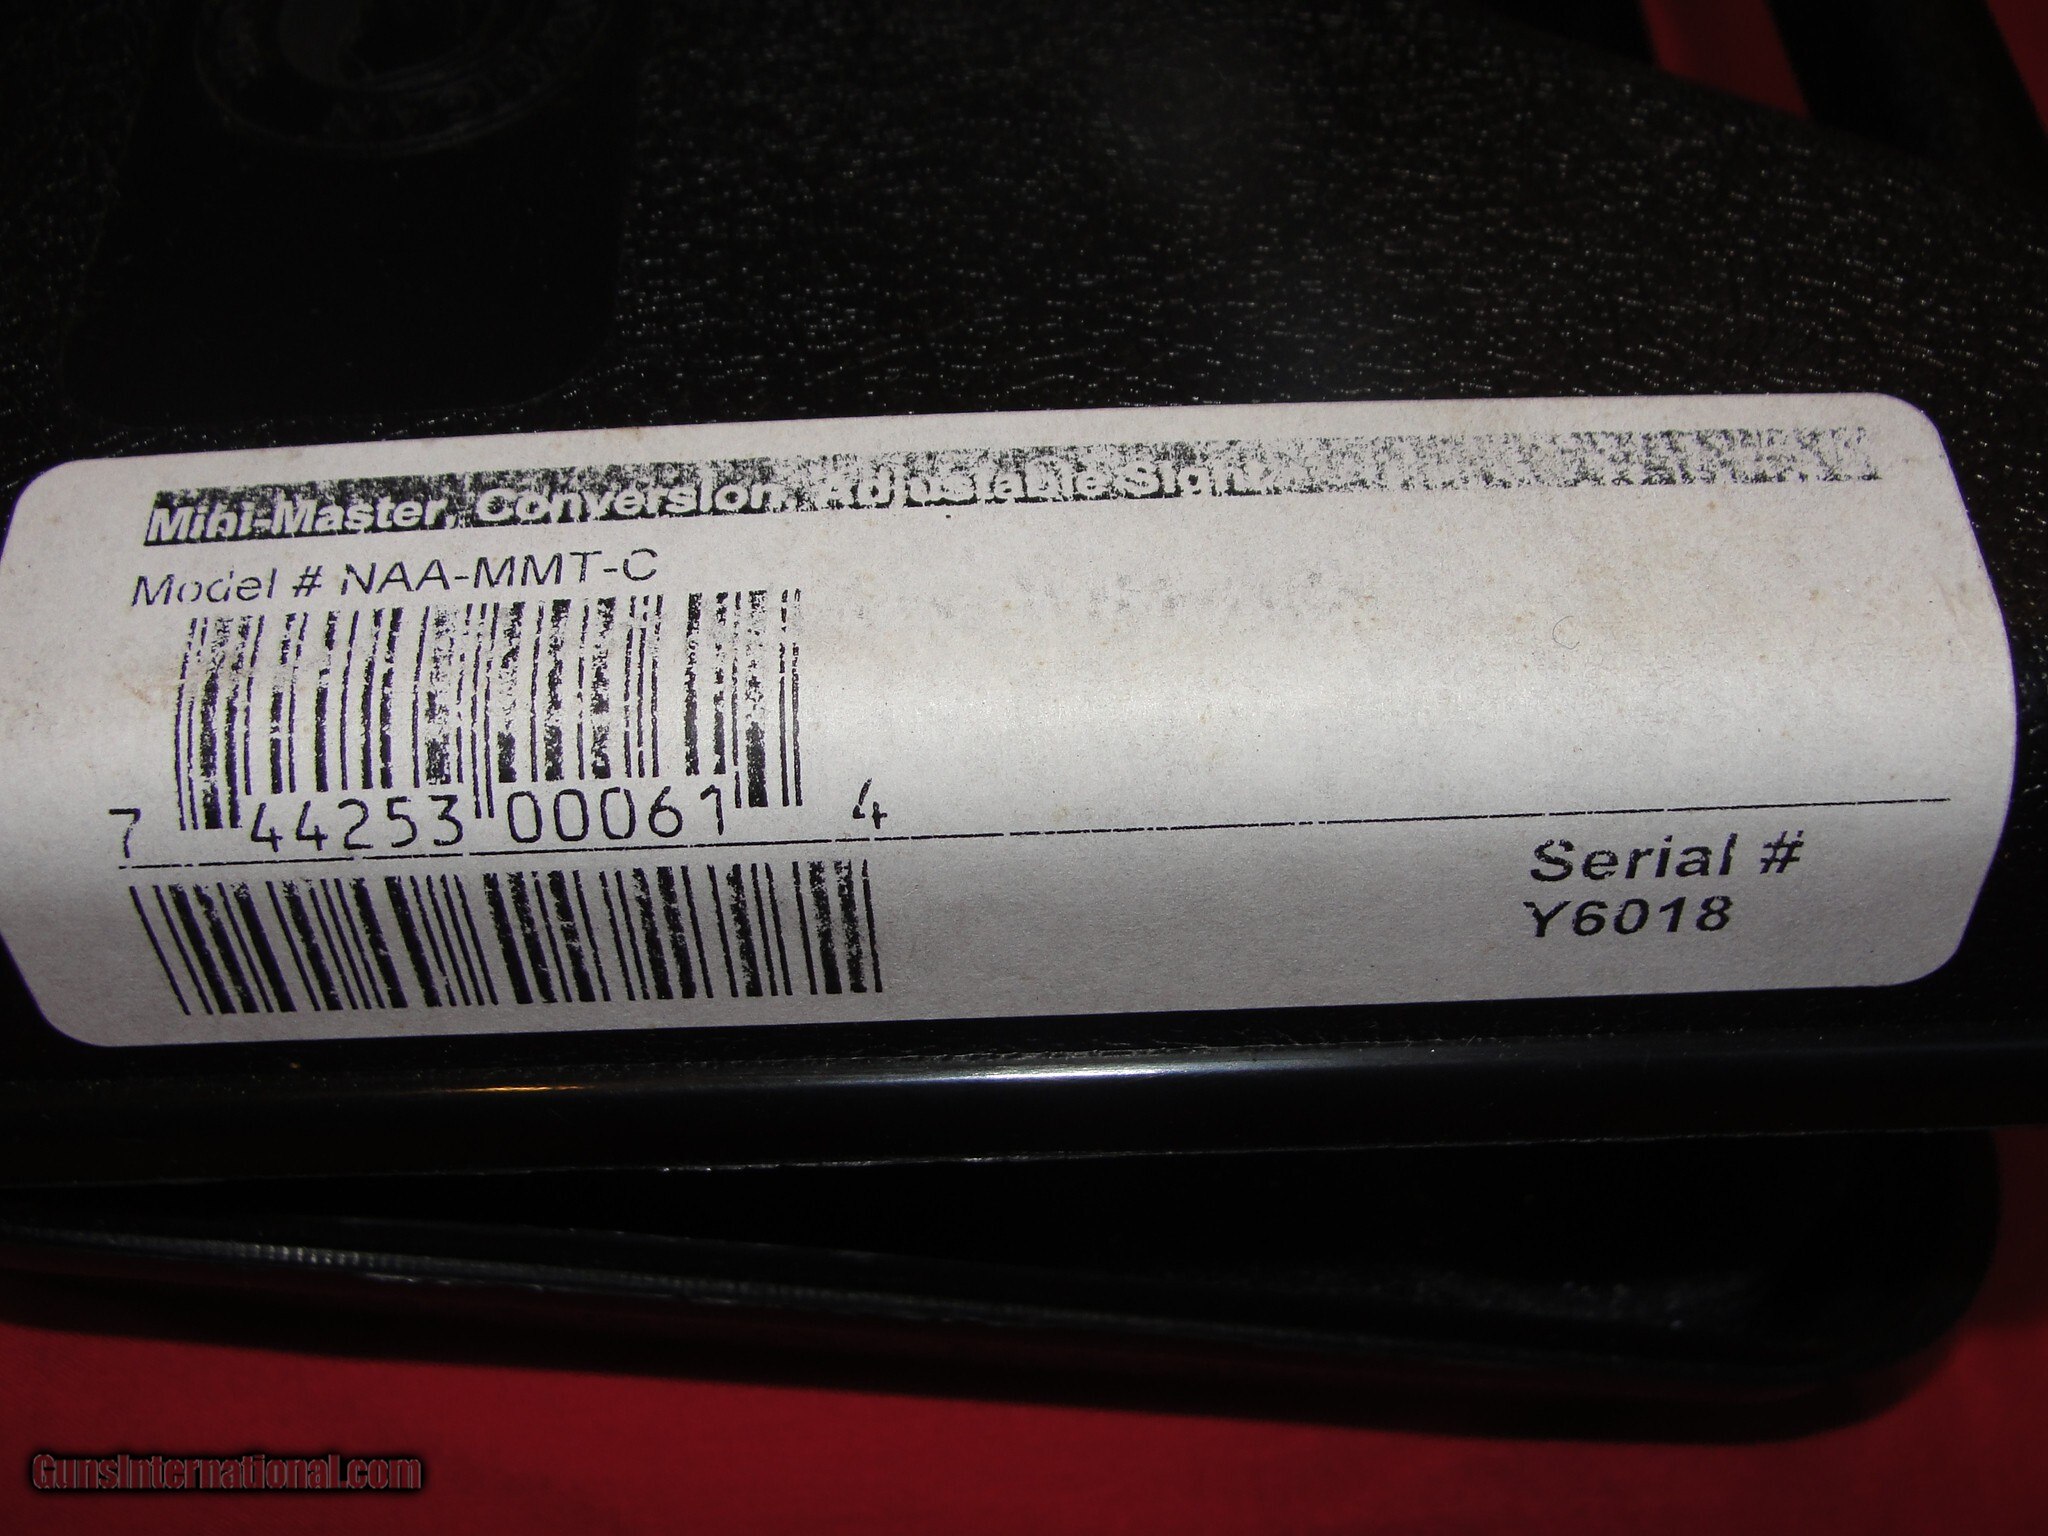 Mini-Master, Conversion, Adjustable Sight
Model # NAA-MMT-C
7 44253 00061 4
Serial #
Y6018
GunsInternational.com